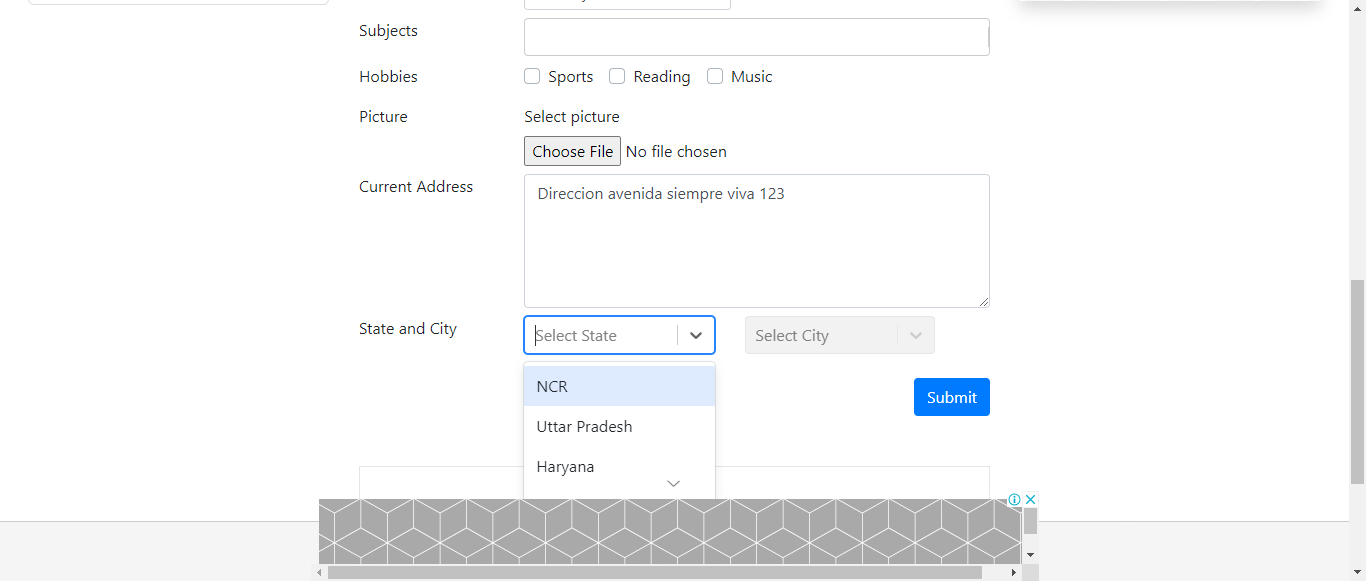 Subjects
Hobbies Sports Reading Music
Picture Select picture
Choose File No file chosen
Current Address Direccion avenida siempre viva 123
State and City Select State Select City
NCR
Submit
Uttar Pradesh
Haryana